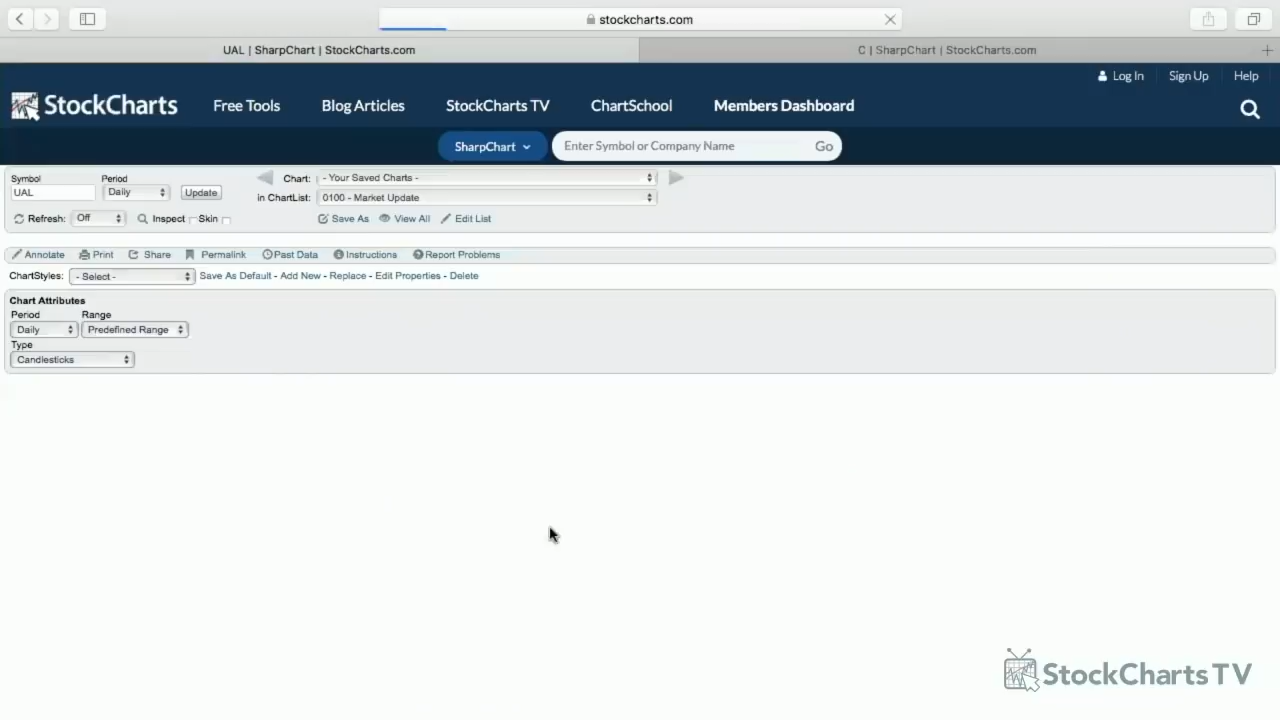 stockcharts.com
UAL | SharpChart | StockCharts.com
C | SharpChart | StockCharts.com
Log In
Sign Up
Help
StockCharts
Free Tools
Blog Articles
StockCharts TV
ChartSchool
Members Dashboard
SharpChart
Enter Symbol or Company Name
Go
Symbol
Period
Chart:
- Your Saved Charts -
UAL
Daily
Update
in ChartList:
0100 - Market Update
Refresh:
Off
Inspect
Skin
Save As
View All
Edit List
Annotate
Print
Share
Permalink
Past Data
Instructions
Report Problems
ChartStyles:
- Select -
Save As Default - Add New - Replace - Edit Properties - Delete
Chart Attributes
Period
Range
Daily
Predefined Range
Type
Candlesticks
StockCharts TV